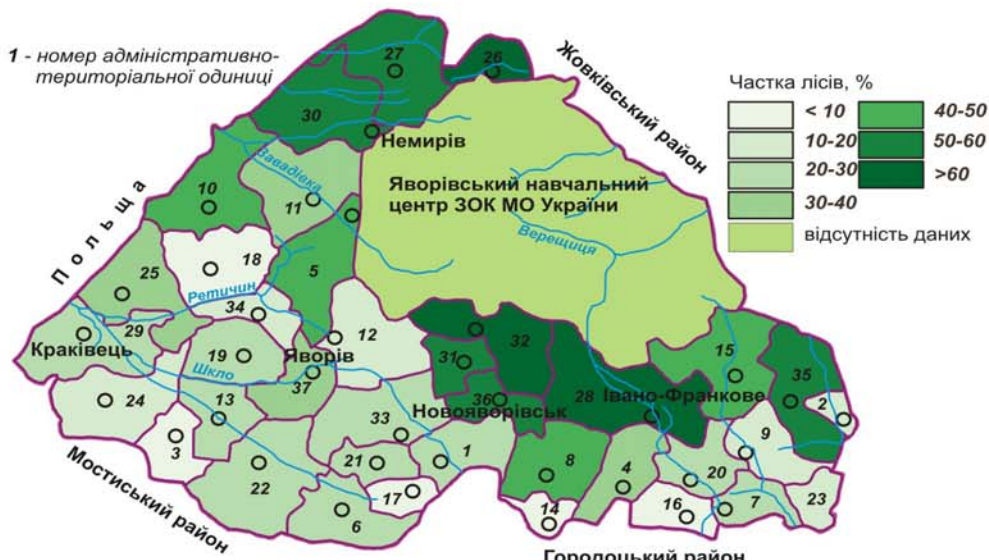 1 - номер адміністративно-
територіальної одиниці
27
26
30
Немирів
Жовківський район
Частка лісів, %
< 10
10-20
20-30
30-40
40-50
50-60
>60
відсутність даних
Завадівка
10
11
Яворівський навчальний
центр ЗОК МО України
Верещиця
Польща
18
5
25
Ретичин
34
12
29
Краківець
19
Яворів
Шкло
37
31
32
15
35
24
13
36
Новояворівськ
28
Івано-Франкове
2
3
33
9
21
1
8
4
20
22
17
16
7
23
6
14
Мостиський район
Городоцький район